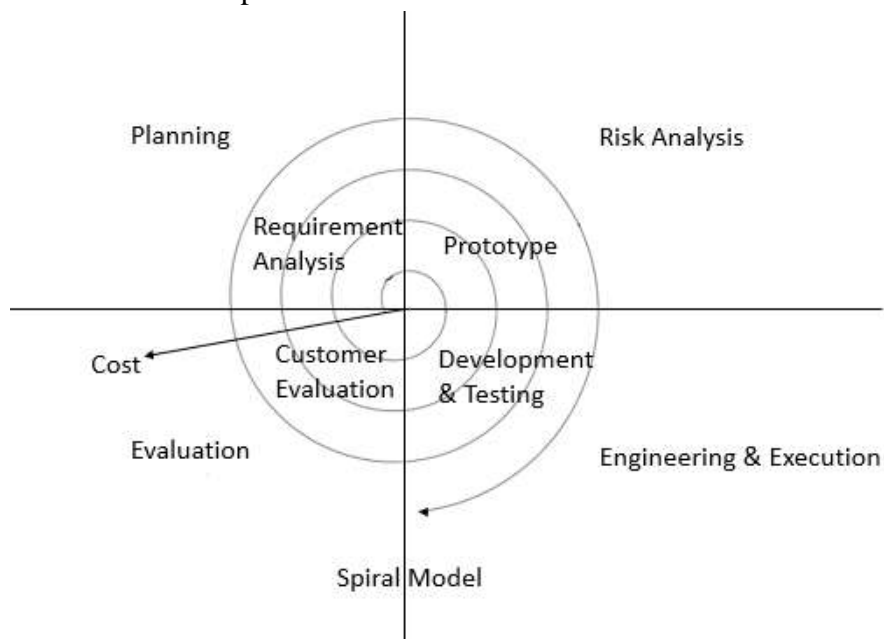 Planning
Risk Analysis
Requirement
Analysis
Prototype
Cost
Customer
Evaluation
Development
& Testing
Evaluation
Engineering & Execution
Spiral Model